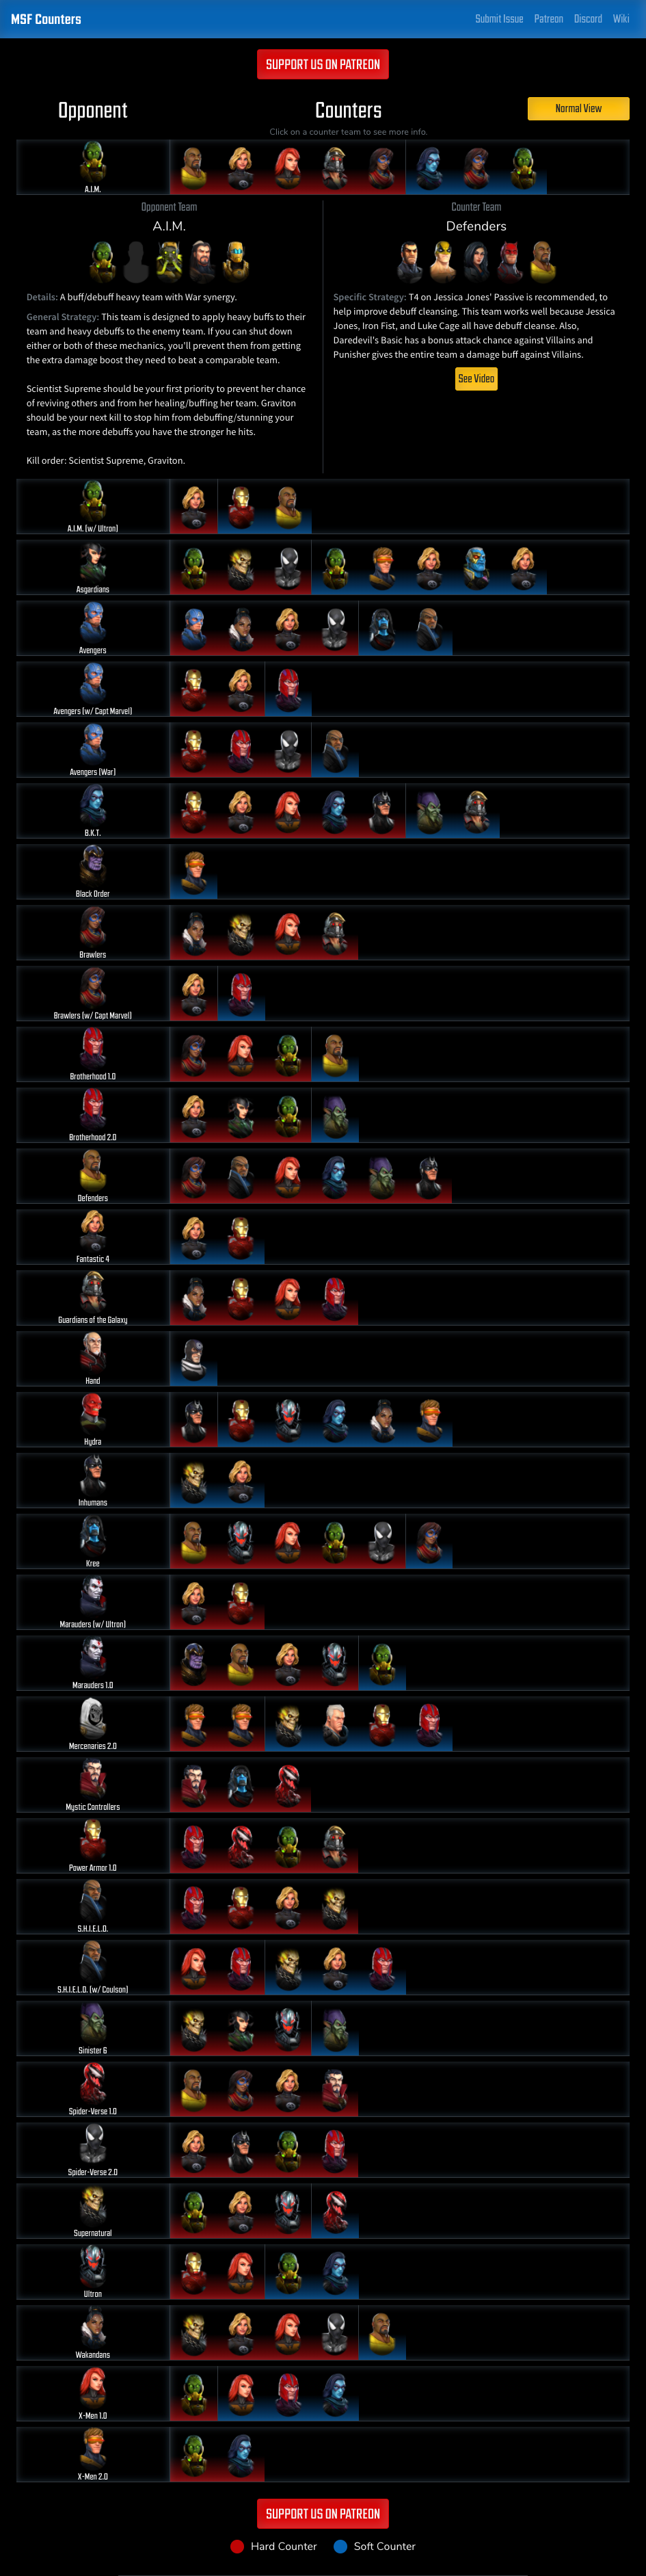 MSF Counters
Submit Issue Patreon Discord Wiki
SUPPORT US ON PATREON
Opponent
Counters
Normal View
Click on a counter team to see more info.
A.I.M.
Opponent Team
A.I.M.
Details: A buff/debuff heavy team with War synergy.
General Strategy: This team is designed to apply heavy buffs to their
team and heavy debuffs to the enemy team. If you can shut down
either or both of these mechanics, you'll prevent them from getting
the extra damage boost they need to beat a comparable team.
Scientist Supreme should be your first priority to prevent her chance
of reviving others and from her healing/buffing her team. Graviton
should be your next kill to stop him from debuffing/stunning your
team, as the more debuffs you have the stronger he hits.
Kill order: Scientist Supreme, Graviton.
Counter Team
Defenders
Specific Strategy: T4 on Jessica Jones' Passive is recommended, to
help improve debuff cleansing. This team works well because Jessica
Jones, Iron Fist, and Luke Cage all have debuff cleanse. Also,
Daredevil's Basic has a bonus attack chance against Villains and
Punisher gives the entire team a damage buff against Villains.
See Video
A.I.M. (w/ Ultron)
Asgardians
Avengers
Avengers (w/ Capt Marvel)
Avengers (War)
B.K.T.
Black Order
Brawlers
Brawlers (w/ Capt Marvel)
Brotherhood 1.0
Brotherhood 2.0
Defenders
Fantastic 4
Guardians of the Galaxy
Hand
Hydra
Inhumans
Kree
Marauders (w/ Ultron)
Marauders 1.0
Mercenaries 2.0
Mystic Controllers
Power Armor 1.0
S.H.I.E.L.D.
S.H.I.E.L.D. (w/ Coulson)
Sinister 6
Spider-Verse 1.0
Spider-Verse 2.0
Supernatural
Ultron
Wakandans
X-Men 1.0
X-Men 2.0
SUPPORT US ON PATREON
Hard Counter Soft Counter